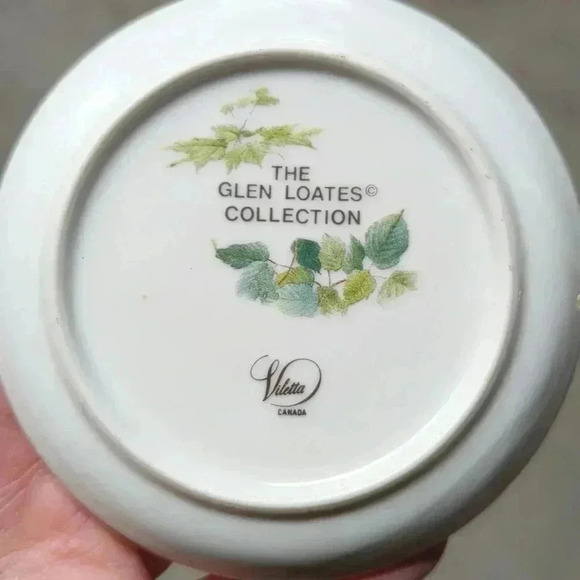 THE
GLEN LOATES©
COLLECTION
Viletta
CANADA